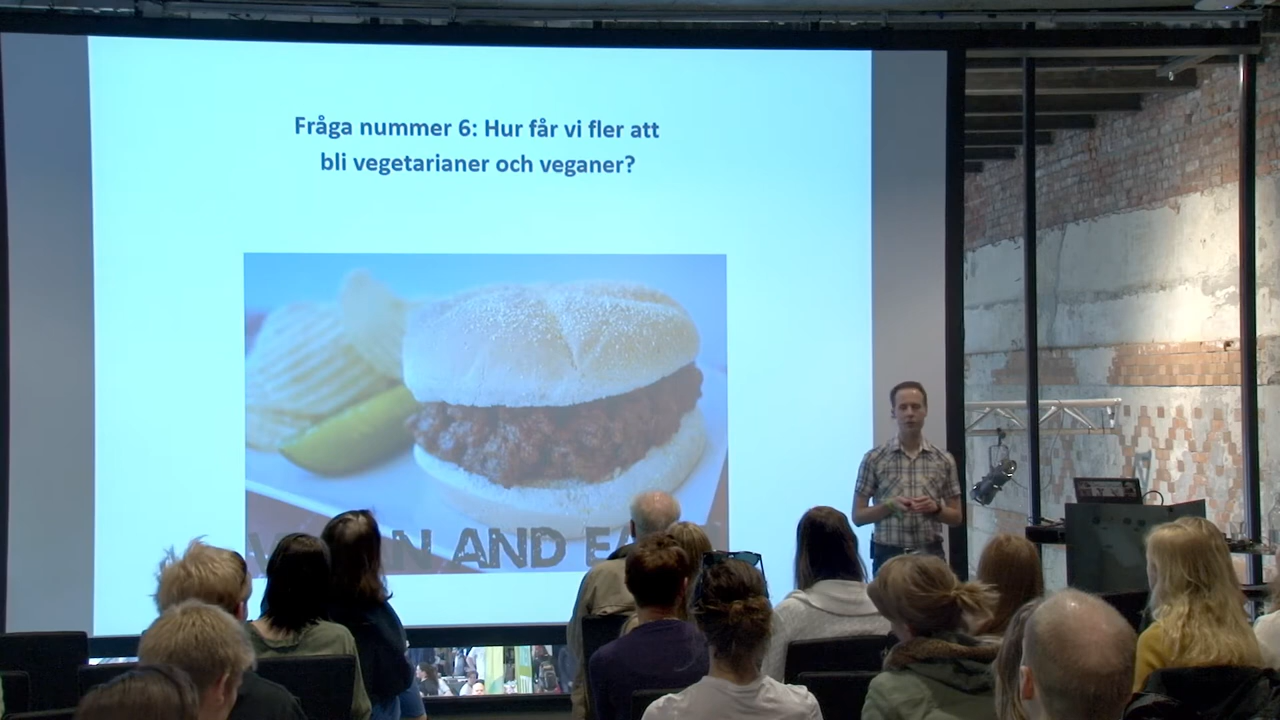 Fråga nummer 6: Hur får vi fler att
bli vegetarianer och veganer?
AND